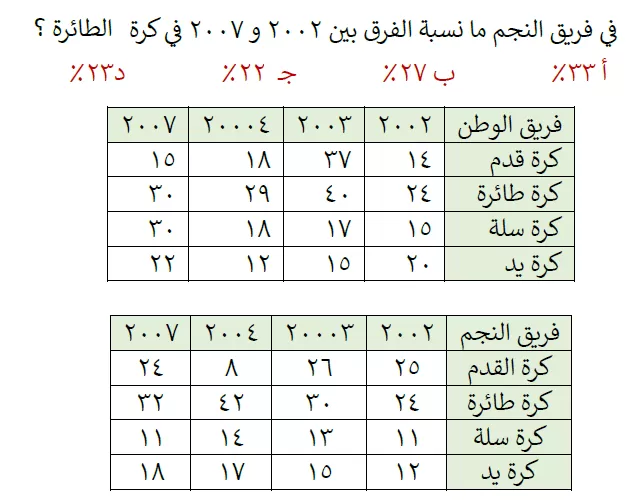 في فريق النجم ما نسبة الفرق بين ٢٠٠٢ و ٢٠٠٧ في كرة الطائرة ؟
أ ٣٣٪ ب ٢٧٪ جـ ٢٢٪ د٢٣٪
فريق الوطن ٢٠٠٢ ٢٠٠٣ ٢٠٠٠٤ ٢٠٠٧
كرة قدم ١٤ ٣٧ ١٨ ١٥
كرة طائرة ٢٤ ٤٠ ٢٩ ٣٠
كرة سلة ١٥ ١٧ ١٨ ٣٠
كرة يد ٢٠ ١٥ ١٢ ٢٢
فريق النجم ٢٠٠٢ ٢٠٠٠٣ ٢٠٠٤ ٢٠٠٧
كرة القدم ٢٥ ٢٦ ٨ ٢٤
كرة طائرة ٢٤ ٣٠ ٤٢ ٣٢
كرة سلة ١١ ١٣ ١٤ ١١
كرة يد ١٢ ١٥ ١٧ ١٨